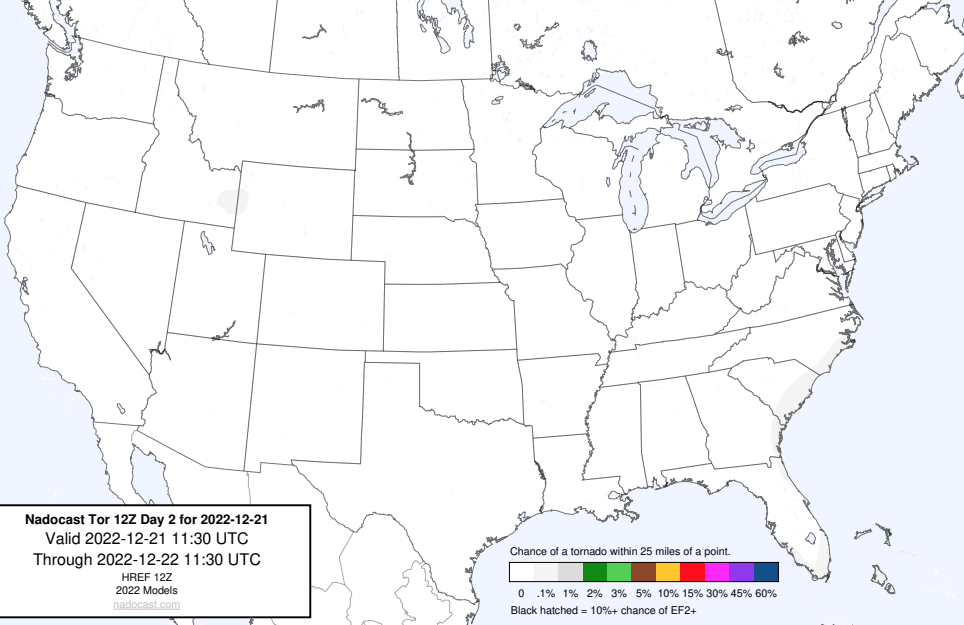 Nadocast Tor 12Z Day 2 for 2022-12-21
Valid 2022-12-21 11:30 UTC
Through 2022-12-22 11:30 UTC
HREF 12Z
2022 Models
nadocast.com
Chance of a tornado within 25 miles of a point.
0 .1% 1% 2% 3% 5% 10% 15% 30% 45% 60%
Black hatched = 10%+ chance of EF2+